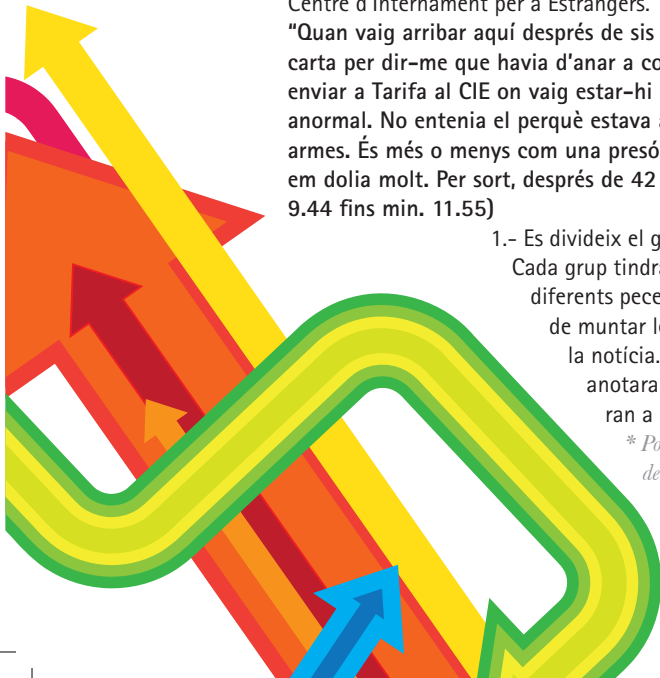 Centre d'Internament per a Estrangers.
"Quan vaig arribar aquí després de sis
carta per dir-me que havia d'anar a co
enviar a Tarifa al CIE on vaig estar-hi
anormal. No entenia el perquè estava a
armes. És més o menys com una presó
em dolia molt. Per sort, després de 42
9.44 fins min. 11.55)
1.- Es divideix el g
Cada grup tindra
diferents pece
de muntar le
la notícia.
anotara
ran a
* Po
de